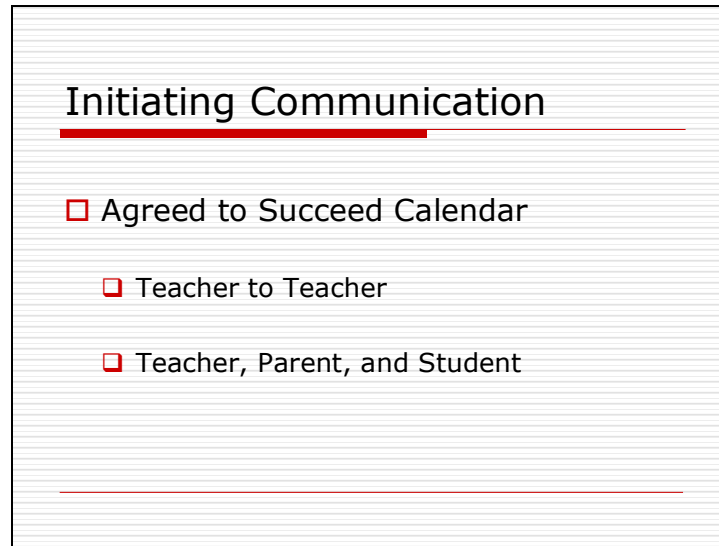 Initiating Communication
Agreed to Succeed Calendar
Teacher to Teacher
Teacher, Parent, and Student